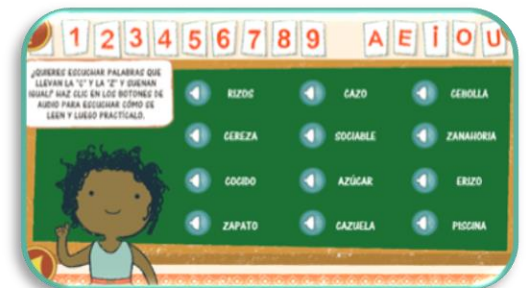 1 2 3 4 5 6 7 8 9 A E i O U
¿QUIERES ESCUCHAR PALABRAS QUE
LLEVAN LA "C" Y LA "Z" Y SUENAN
IGUAL? HAZ CLIC EN LOS BOTONES DE
AUDIO PARA ESCUCHAR CÓMO SE
LEEN Y LUEGO PRACTÍCALO.
RIZOS CAZO CEBOLLA
CEREZA SOCIABLE ZANAHORIA
COCIDO AZÚCAR ERIZO
ZAPATO CAZUELA PISCINA